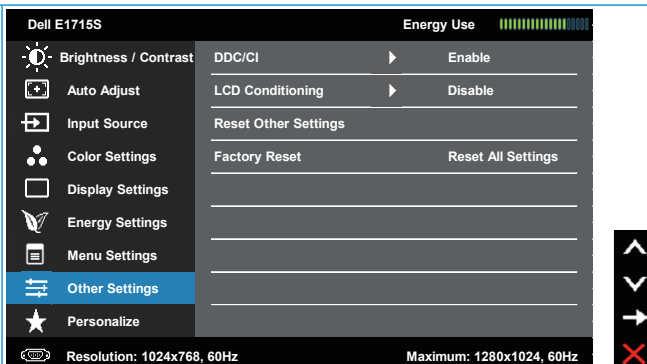 Dell E1715S Energy Use
Brightness / Contrast DDC/CI Enable
Auto Adjust LCD Conditioning Disable
Input Source Reset Other Settings
Color Settings Factory Reset Reset All Settings
Display Settings
Energy Settings
Menu Settings
Other Settings
Personalize
Resolution: 1024x768, 60Hz Maximum: 1280x1024, 60Hz